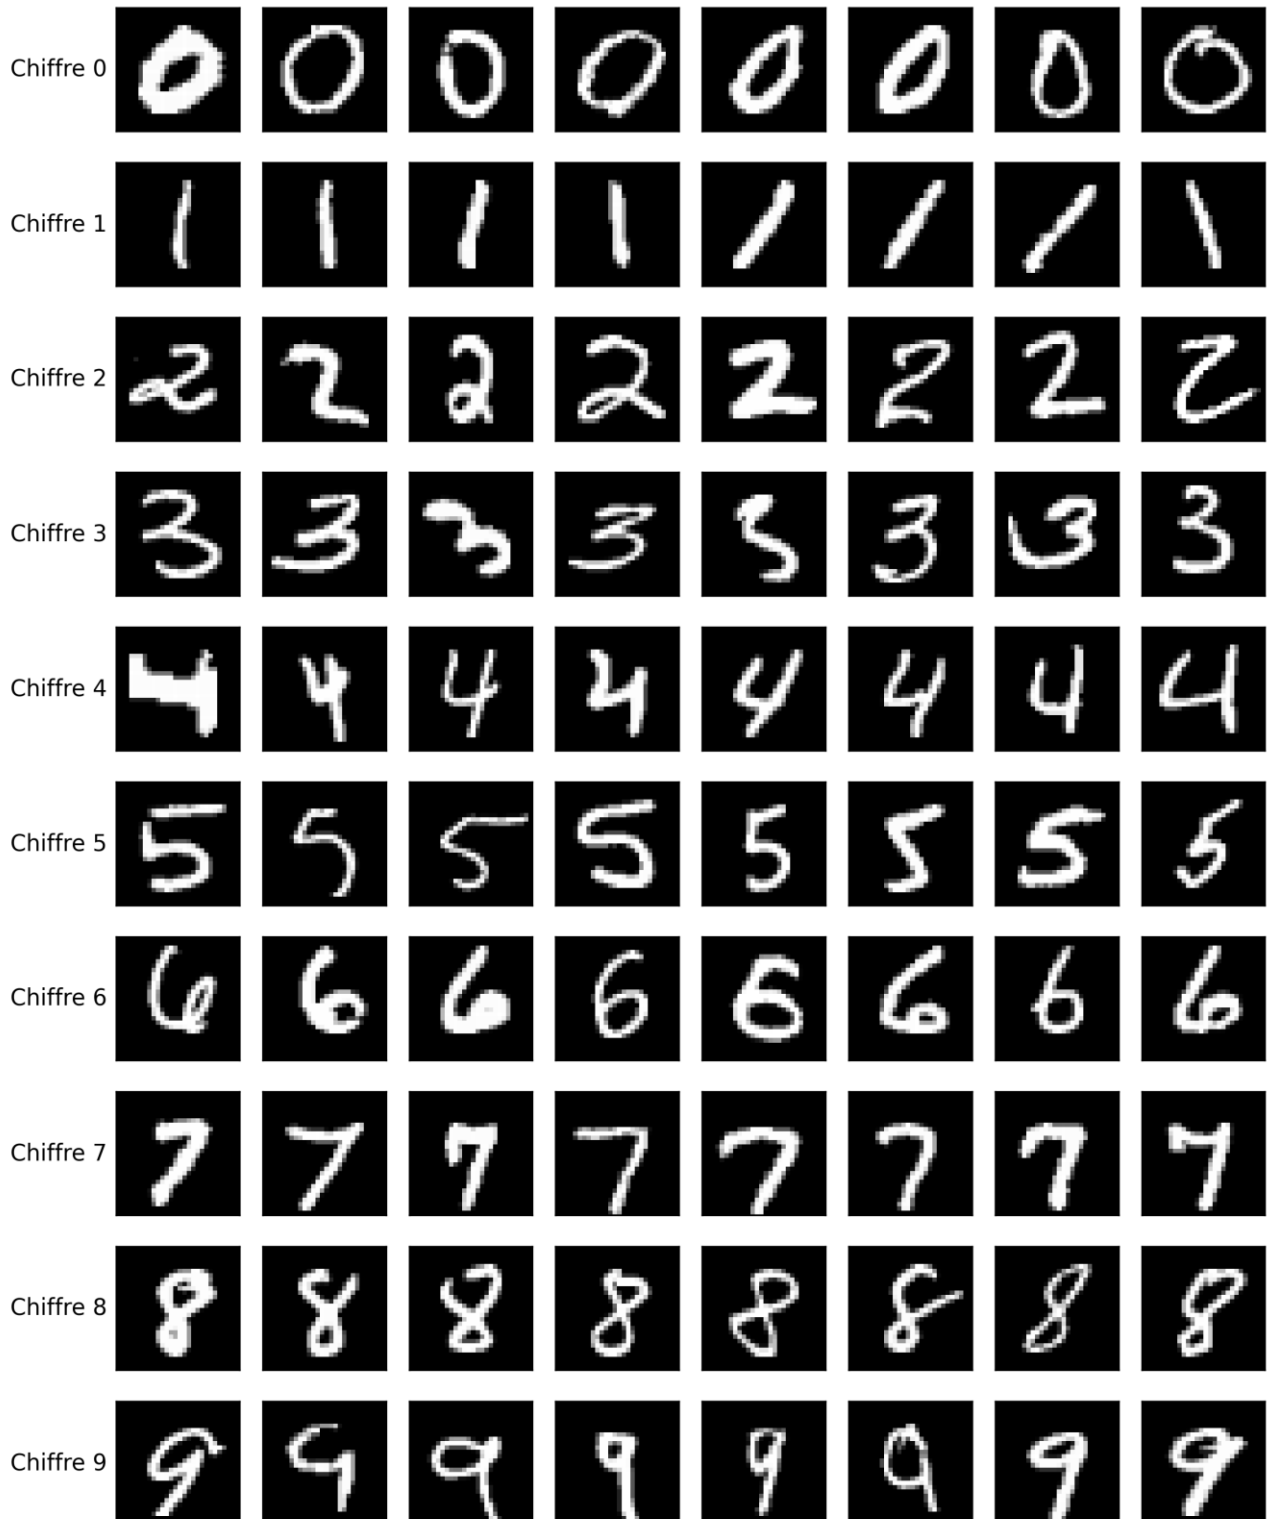 Chiffre 0 0 0 0 0 0 0 0 0
Chiffre 1 1 1 1 1 1 1 1 1
Chiffre 2 2 2 2 2 2 2 2 2
Chiffre 3 3 3 3 3 3 3 3 3
Chiffre 4 4 4 4 4 4 4 4 4
Chiffre 5 5 5 5 5 5 5 5 5
Chiffre 6 6 6 6 6 6 6 6 6
Chiffre 7 7 7 7 7 7 7 7 7
Chiffre 8 8 8 8 8 8 8 8 8
Chiffre 9 9 9 9 9 9 9 9 9